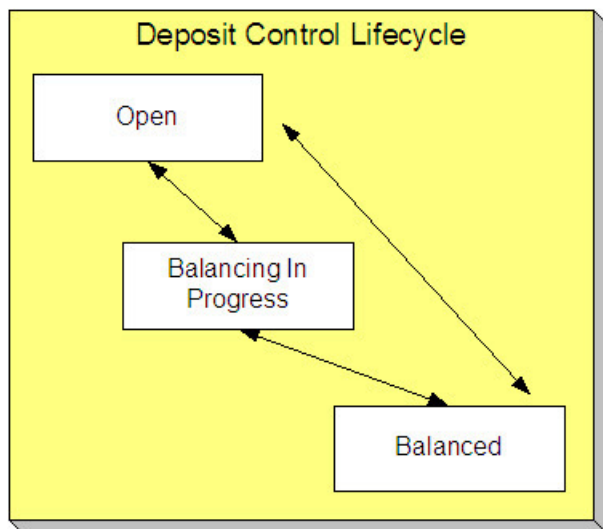 Deposit Control Lifecycle
Open
Balancing In
Progress
Balanced